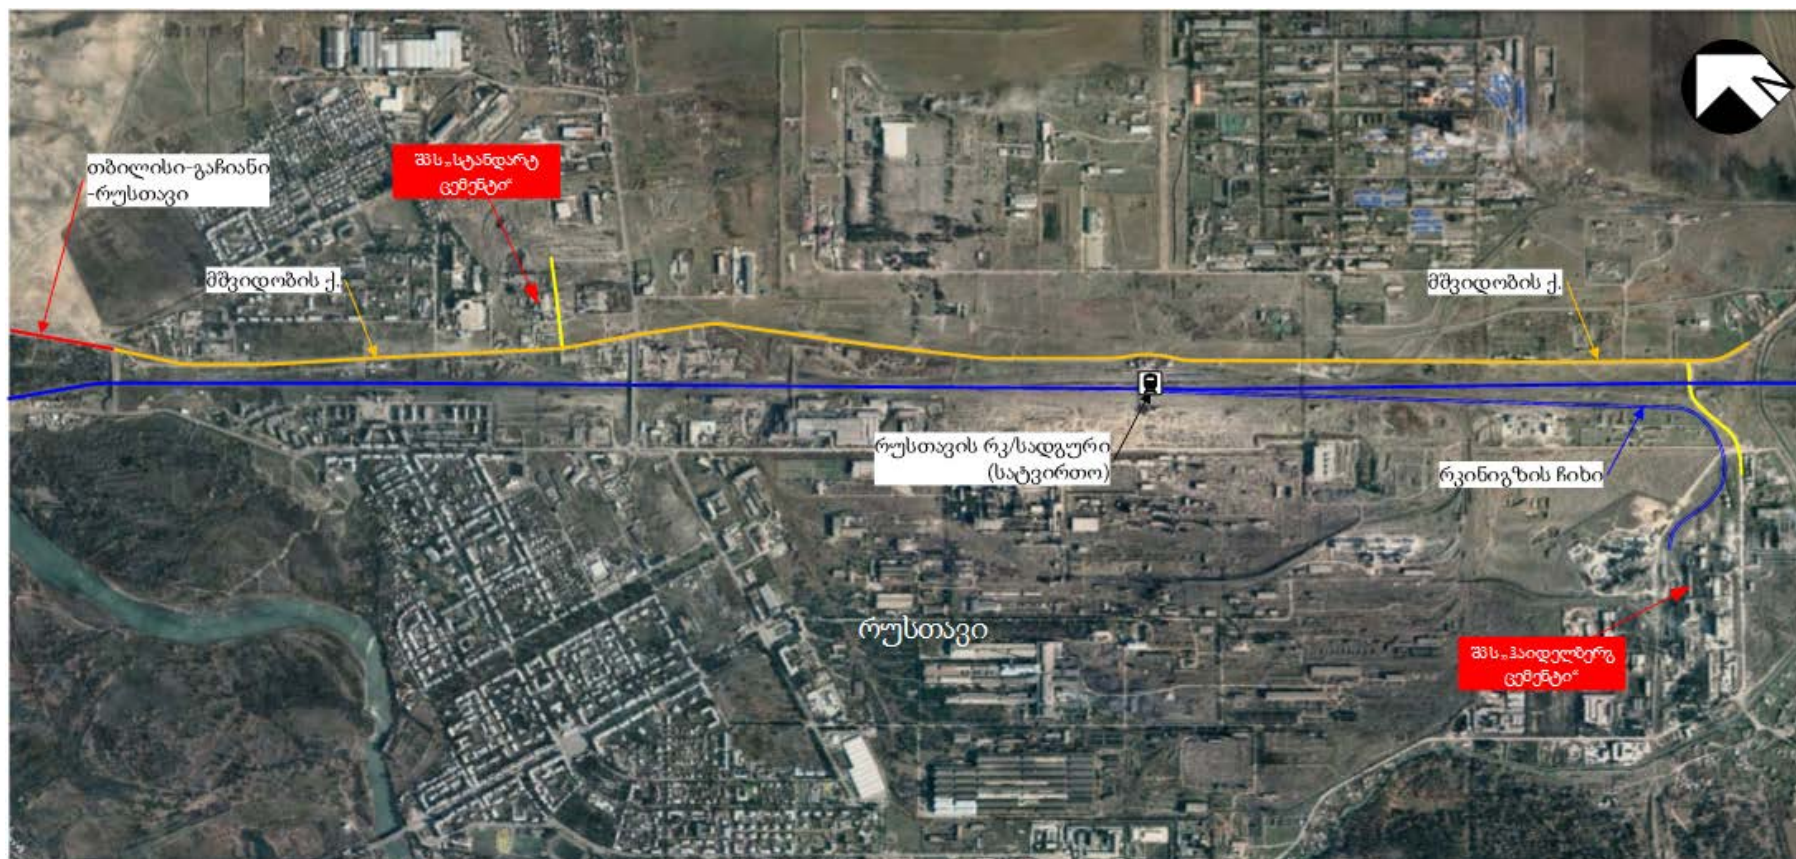 N
თბილისი-გაჩიანი
-რუსთავი
შპს „სტანდარტ
ცემენტი“
მშვიდობის ქ.
მშვიდობის ქ.
რუსთავის რკ/სადგური
(სატვირთო)
რკინიგზის ჩიხი
რუსთავი
შპს „ჰაიდელბერგ
ცემენტი“